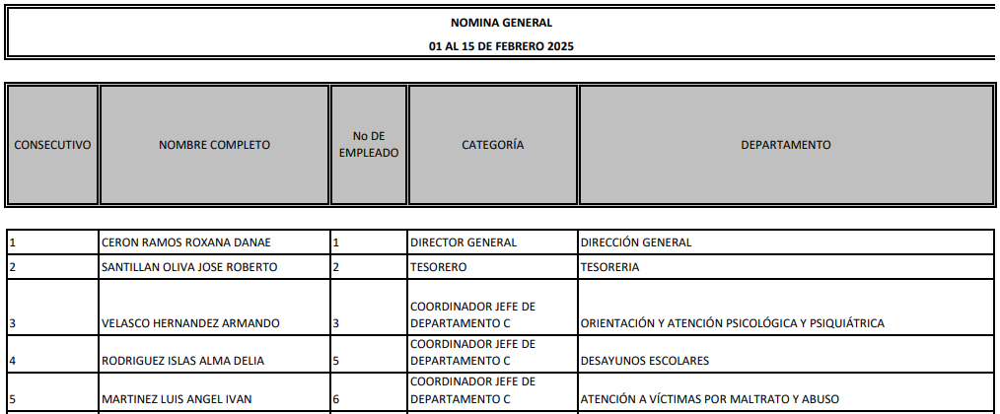 NOMINA GENERAL
01 AL 15 DE FEBRERO 2025
CONSECUTIVO NOMBRE COMPLETO No DE EMPLEADO CATEGORÍA DEPARTAMENTO
1 CERON RAMOS ROXANA DANAE 1 DIRECTOR GENERAL DIRECCIÓN GENERAL
2 SANTILLAN OLIVA JOSE ROBERTO 2 TESORERO TESORERIA
3 VELASCO HERNANDEZ ARMANDO 3 COORDINADOR JEFE DE DEPARTAMENTO C ORIENTACIÓN Y ATENCIÓN PSICOLÓGICA Y PSIQUIÁTRICA
4 RODRIGUEZ ISLAS ALMA DELIA 5 COORDINADOR JEFE DE DEPARTAMENTO C DESAYUNOS ESCOLARES
5 MARTINEZ LUIS ANGEL IVAN 6 COORDINADOR JEFE DE DEPARTAMENTO C ATENCIÓN A VÍCTIMAS POR MALTRATO Y ABUSO